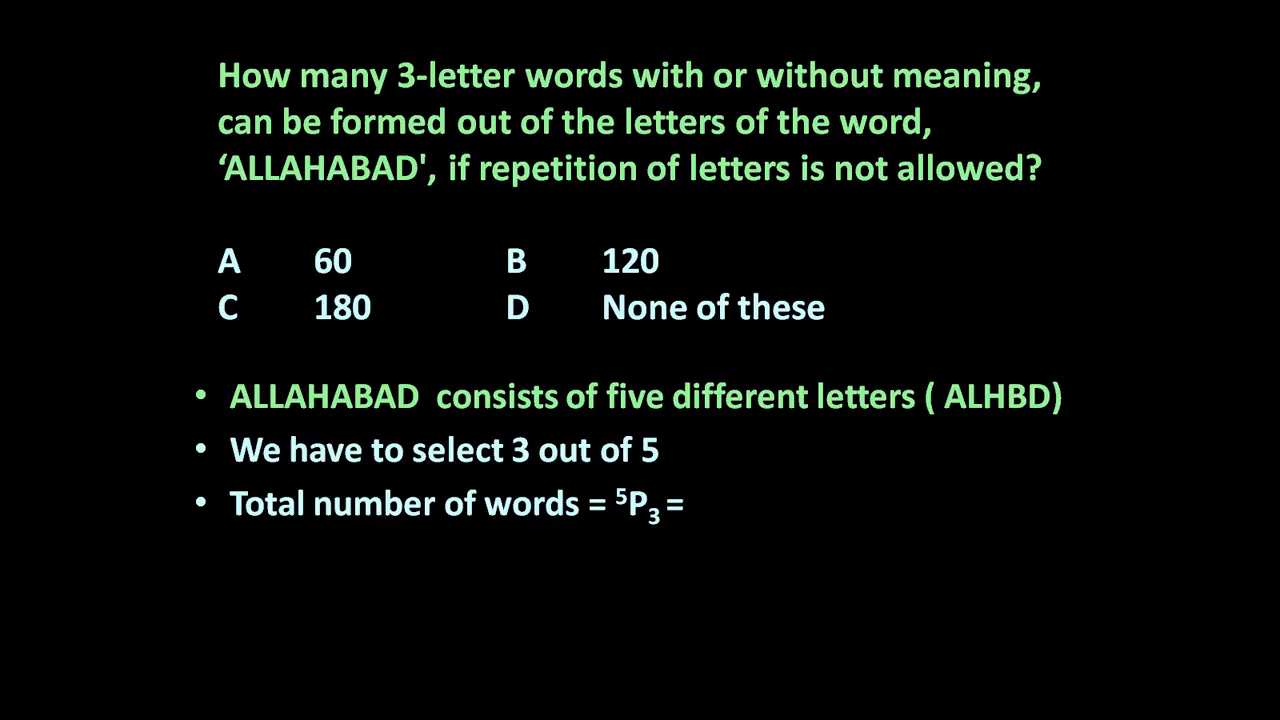 How many 3-letter words with or without meaning,
can be formed out of the letters of the word,
‘ALLAHABAD', if repetition of letters is not allowed?
A 60 B 120
C 180 D None of these
• ALLAHABAD consists of five different letters ( ALHBD)
• We have to select 3 out of 5
• Total number of words = ⁵P₃ =